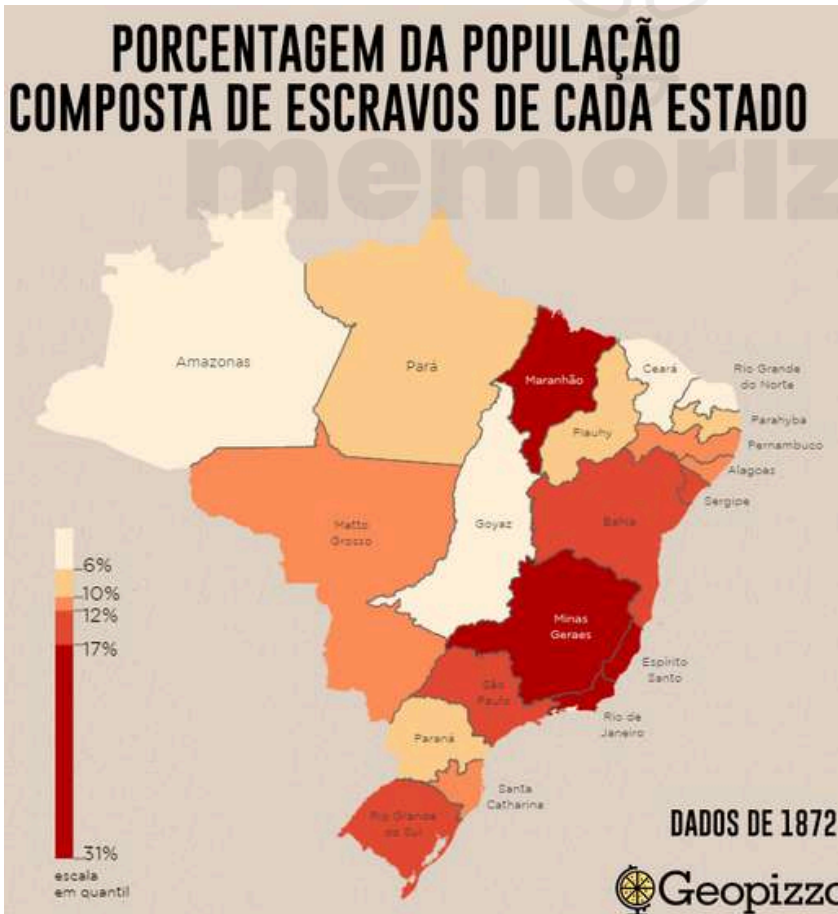 PORCENTAGEM DA POPULAÇÃO
COMPOSTA DE ESCRAVOS DE CADA ESTADO
memoriz
Amazonas
Pará
Maranhão
Ceará
Rio Grande
do Norte
Piauhy
Parahyba
Pernambuco
Alagoas
Sergipe
Matto
Grosso
Goyaz
Bahia
Minas
Geraes
Espírito
Santo
São
Paulo
Rio de
Janeiro
Paraná
Santa
Catharina
Rio Grande
do Sul
6%
10%
12%
17%
31%
escala
em quantil
DADOS DE 1872
Geopizza